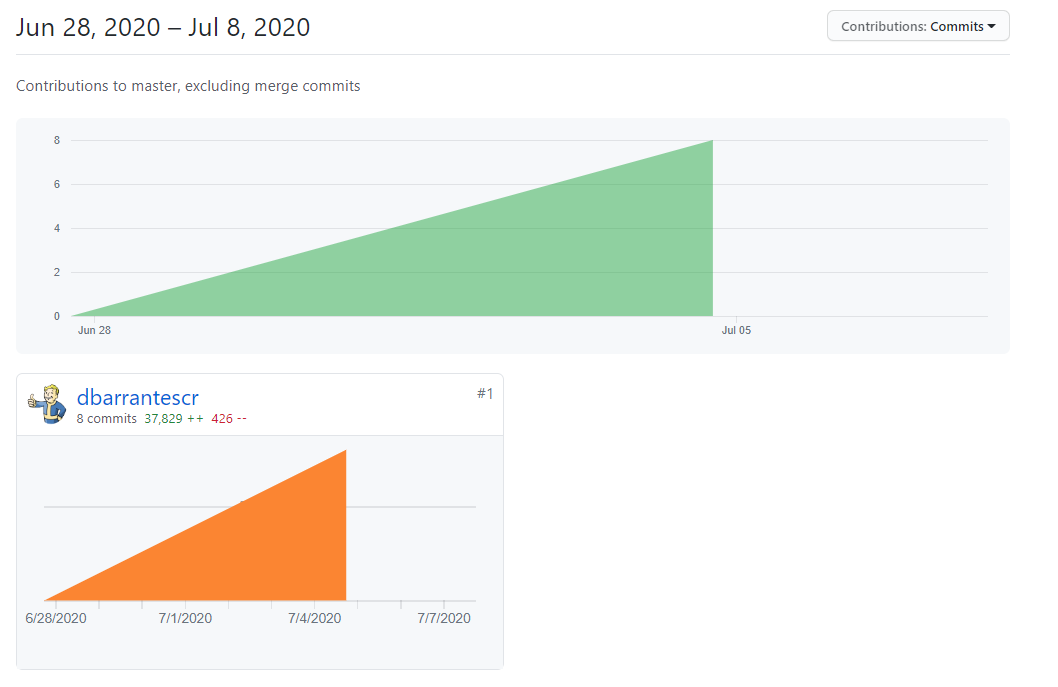 Jun 28, 2020 – Jul 8, 2020
Contributions: Commits
Contributions to master, excluding merge commits
8
6
4
2
0
Jun 28 Jul 05
dbarrantescr #1
8 commits 37,829 ++ 426 --
6/28/2020 7/1/2020 7/4/2020 7/7/2020